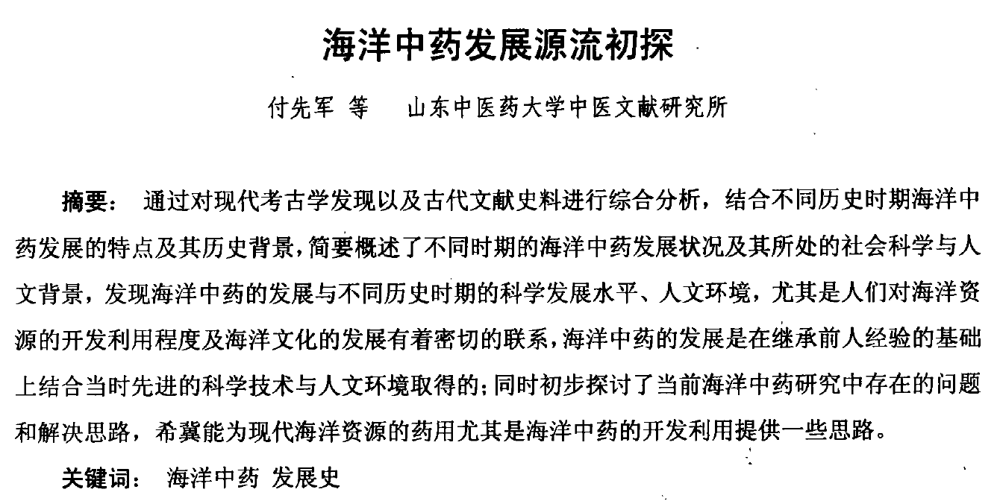 海洋中药发展源流初探
付先军 等 山东中医药大学中医文献研究所
摘要： 通过对现代考古学发现以及古代文献史料进行综合分析，结合不同历史时期海洋中
药发展的特点及其历史背景，简要概述了不同时期的海洋中药发展状况及其所处的社会科学与人
文背景，发现海洋中药的发展与不同历史时期的科学发展水平、人文环境，尤其是人们对海洋资
源的开发利用程度及海洋文化的发展有着密切的联系，海洋中药的发展是在继承前人经验的基础
上结合当时先进的科学技术与人文环境取得的；同时初步探讨了当前海洋中药研究中存在的问题
和解决思路，希冀能为现代海洋资源的药用尤其是海洋中药的开发利用提供一些思路。
关键词： 海洋中药 发展史